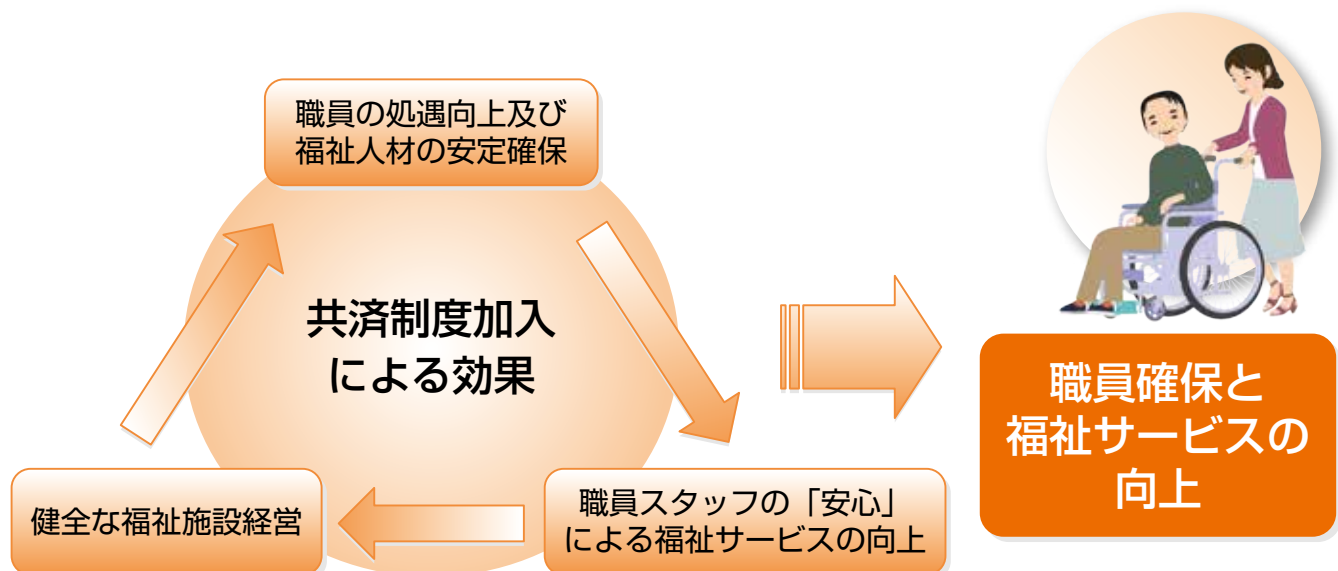 職員の処遇向上及び
福祉人材の安定確保
共済制度加入
による効果
健全な福祉施設経営
職員スタッフの「安心」
による福祉サービスの向上
職員確保と
福祉サービスの
向上